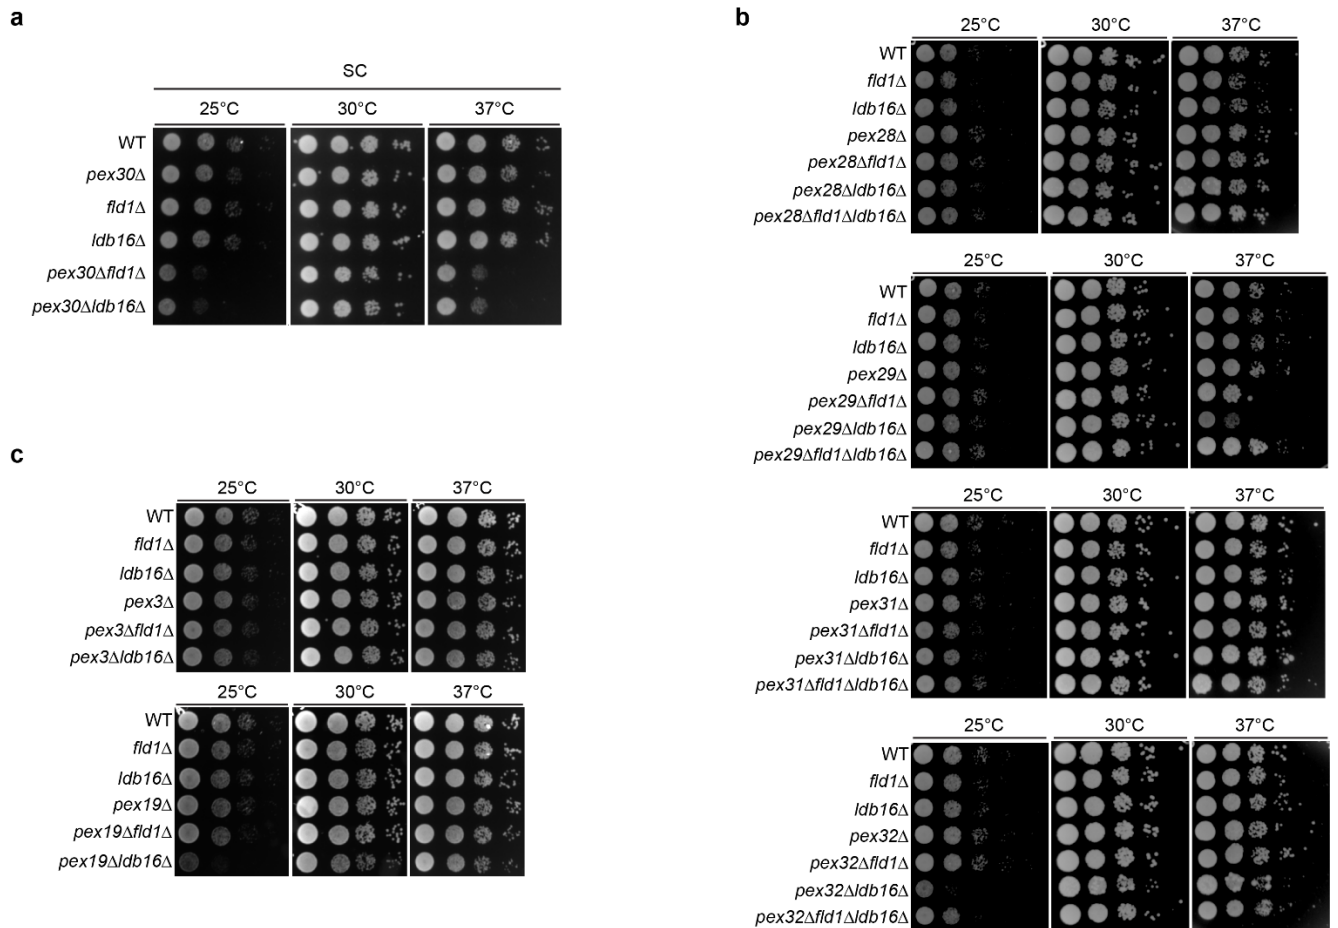 a
SC
25°C 30°C 37°C
WT
pex30Δ
fld1Δ
ldb16Δ
pex30Δfld1Δ
pex30Δldb16Δ
b
25°C 30°C 37°C
WT
fld1Δ
ldb16Δ
pex28Δ
pex28Δfld1Δ
pex28Δldb16Δ
pex28Δfld1Δldb16Δ
25°C 30°C 37°C
WT
fld1Δ
ldb16Δ
pex29Δ
pex29Δfld1Δ
pex29Δldb16Δ
pex29Δfld1Δldb16Δ
25°C 30°C 37°C
WT
fld1Δ
ldb16Δ
pex31Δ
pex31Δfld1Δ
pex31Δldb16Δ
pex31Δfld1Δldb16Δ
25°C 30°C 37°C
WT
fld1Δ
ldb16Δ
pex32Δ
pex32Δfld1Δ
pex32Δldb16Δ
pex32Δfld1Δldb16Δ
c
25°C 30°C 37°C
WT
fld1Δ
ldb16Δ
pex3Δ
pex3Δfld1Δ
pex3Δldb16Δ
25°C 30°C 37°C
WT
fld1Δ
ldb16Δ
pex19Δ
pex19Δfld1Δ
pex19Δldb16Δ